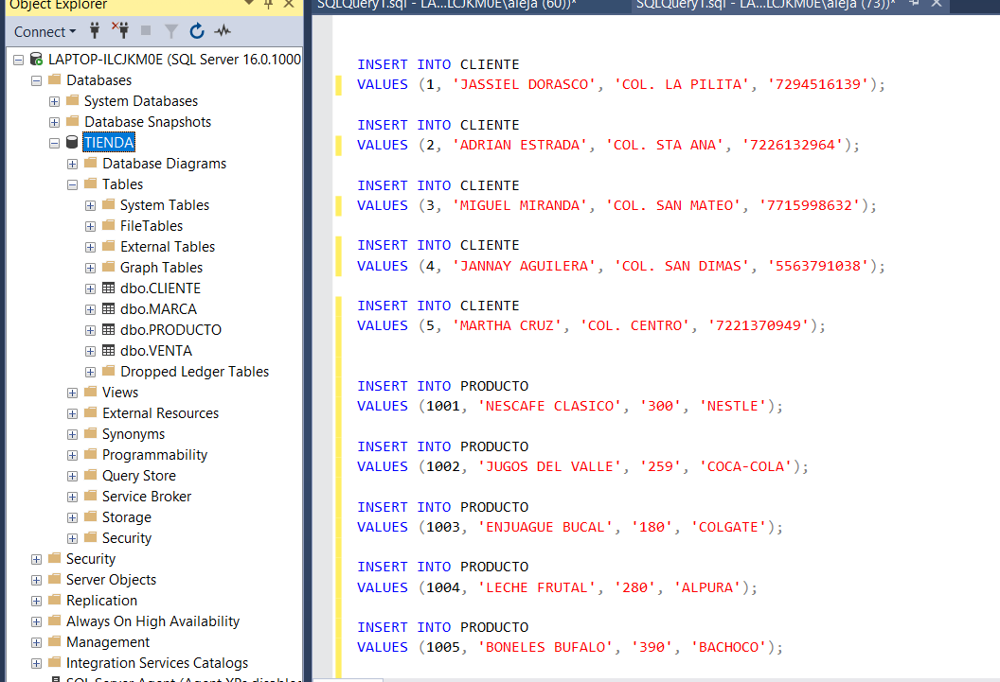 Object Explorer
SQLQuery1.sql - LA...LCJKM0E\aleja (60))*
SQLQuery1.sql - LA...LCJKM0E\aleja (73))*
Connect
LAPTOP-ILCJKM0E (SQL Server 16.0.1000
Databases
System Databases
Database Snapshots
TIENDA
Database Diagrams
Tables
System Tables
FileTables
External Tables
Graph Tables
dbo.CLIENTE
dbo.MARCA
dbo.PRODUCTO
dbo.VENTA
Dropped Ledger Tables
Views
External Resources
Synonyms
Programmability
Query Store
Service Broker
Storage
Security
Security
Server Objects
Replication
Always On High Availability
Management
Integration Services Catalogs
SQL Server Agent (Agent XPs disabled
INSERT INTO CLIENTE
VALUES (1, 'JASSIEL DORASCO', 'COL. LA PILITA', '7294516139');
INSERT INTO CLIENTE
VALUES (2, 'ADRIAN ESTRADA', 'COL. STA ANA', '7226132964');
INSERT INTO CLIENTE
VALUES (3, 'MIGUEL MIRANDA', 'COL. SAN MATEO', '7715998632');
INSERT INTO CLIENTE
VALUES (4, 'JANNAY AGUILERA', 'COL. SAN DIMAS', '5563791038');
INSERT INTO CLIENTE
VALUES (5, 'MARTHA CRUZ', 'COL. CENTRO', '7221370949');
INSERT INTO PRODUCTO
VALUES (1001, 'NESCAFE CLASICO', '300', 'NESTLE');
INSERT INTO PRODUCTO
VALUES (1002, 'JUGOS DEL VALLE', '259', 'COCA-COLA');
INSERT INTO PRODUCTO
VALUES (1003, 'ENJUAGUE BUCAL', '180', 'COLGATE');
INSERT INTO PRODUCTO
VALUES (1004, 'LECHE FRUTAL', '280', 'ALPURA');
INSERT INTO PRODUCTO
VALUES (1005, 'BONELES BUFALO', '390', 'BACHOCO');